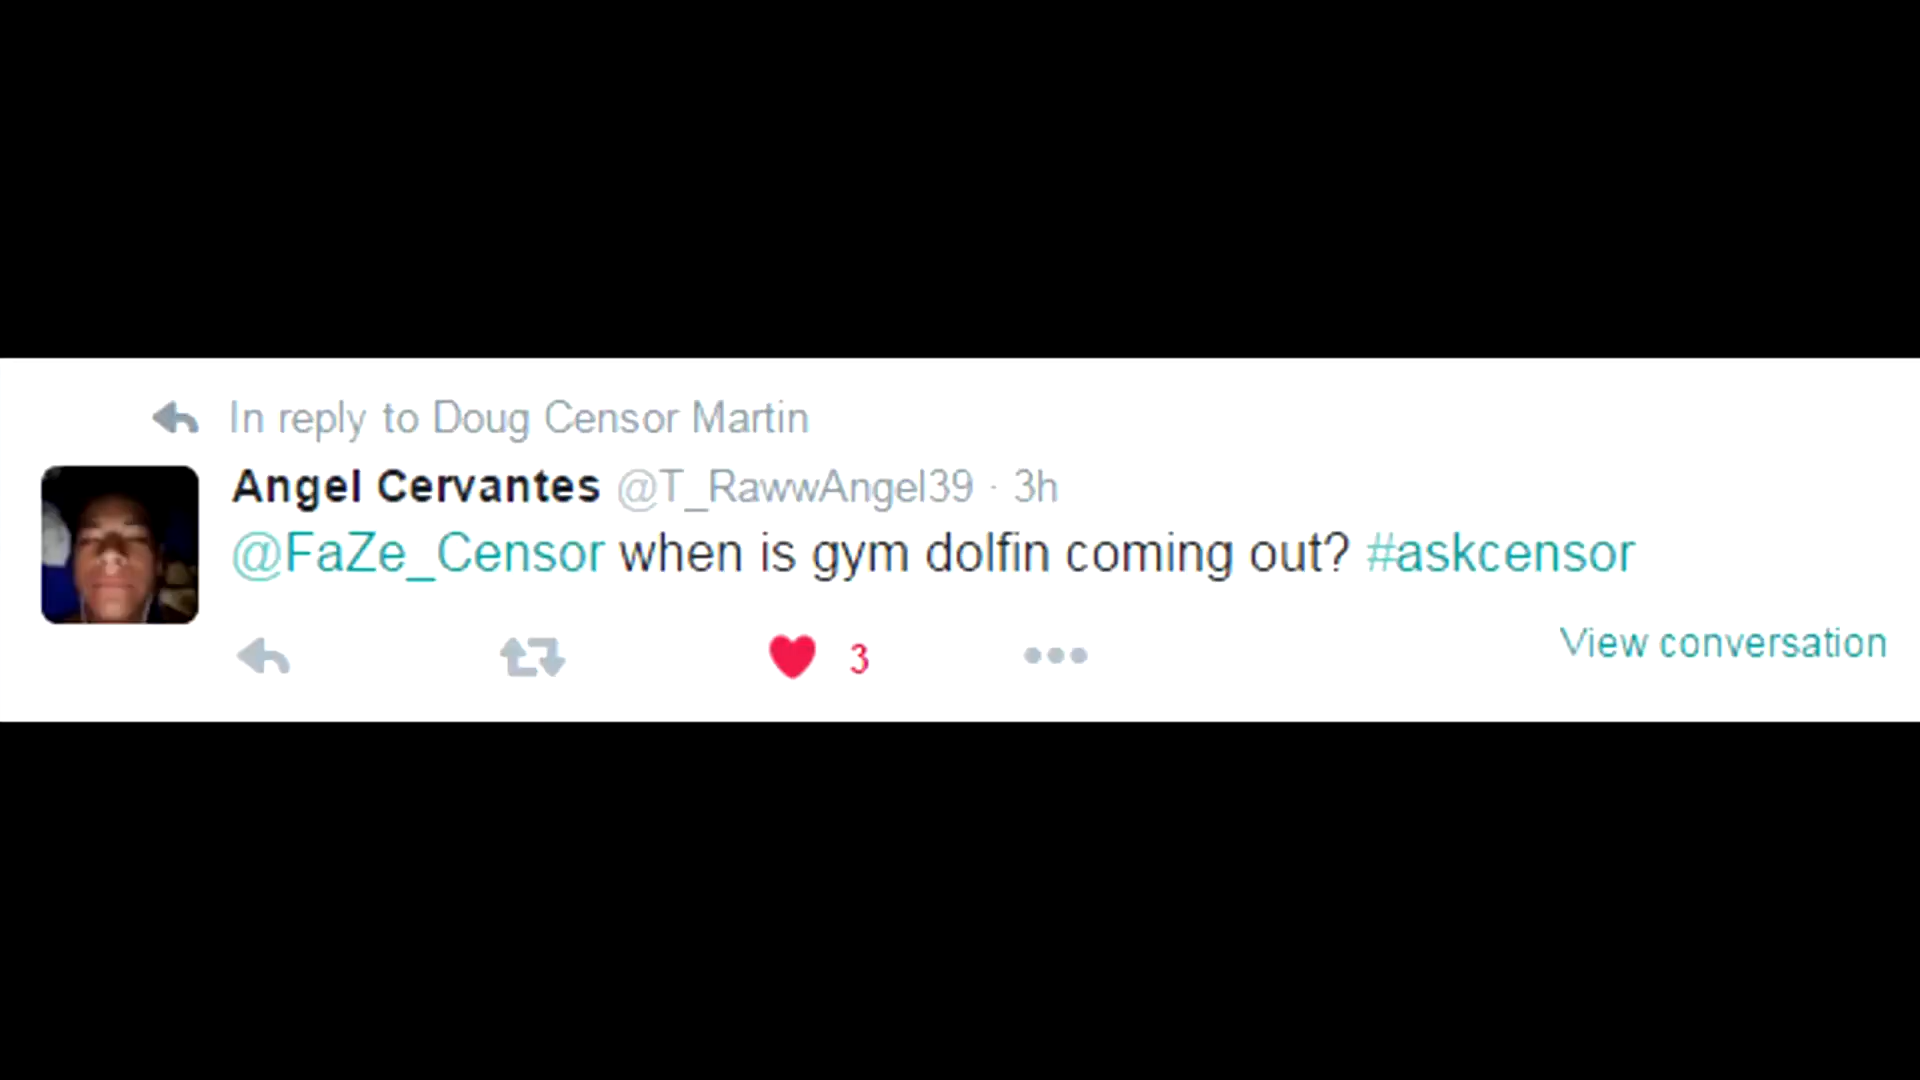 In reply to Doug Censor Martin
Angel Cervantes @T_RawwAngel39 · 3h
@FaZe_Censor when is gym dolfin coming out? #askcensor
3
View conversation